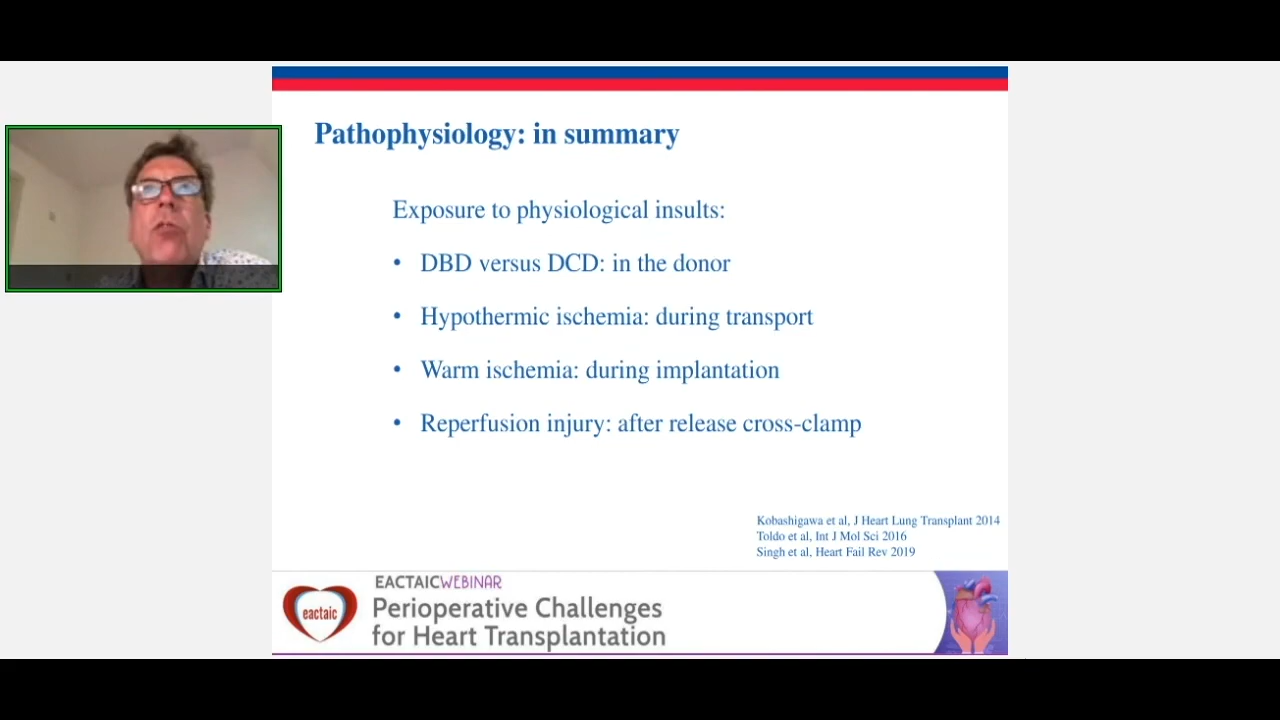 Pathophysiology: in summary
Exposure to physiological insults:
• DBD versus DCD: in the donor
• Hypothermic ischemia: during transport
• Warm ischemia: during implantation
• Reperfusion injury: after release cross-clamp
Kobashigawa et al, J Heart Lung Transplant 2014
Toldo et al, Int J Mol Sci 2016
Singh et al, Heart Fail Rev 2019
eactaic
EACTAICWEBINAR
Perioperative Challenges
for Heart Transplantation